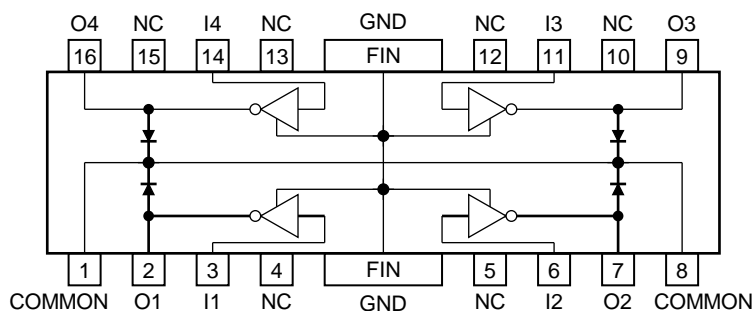 O4 NC I4 NC GND NC I3 NC O3
16 15 14 13 FIN 12 11 10 9
1 2 3 4 FIN 5 6 7 8
COMMON O1 I1 NC GND NC I2 O2 COMMON